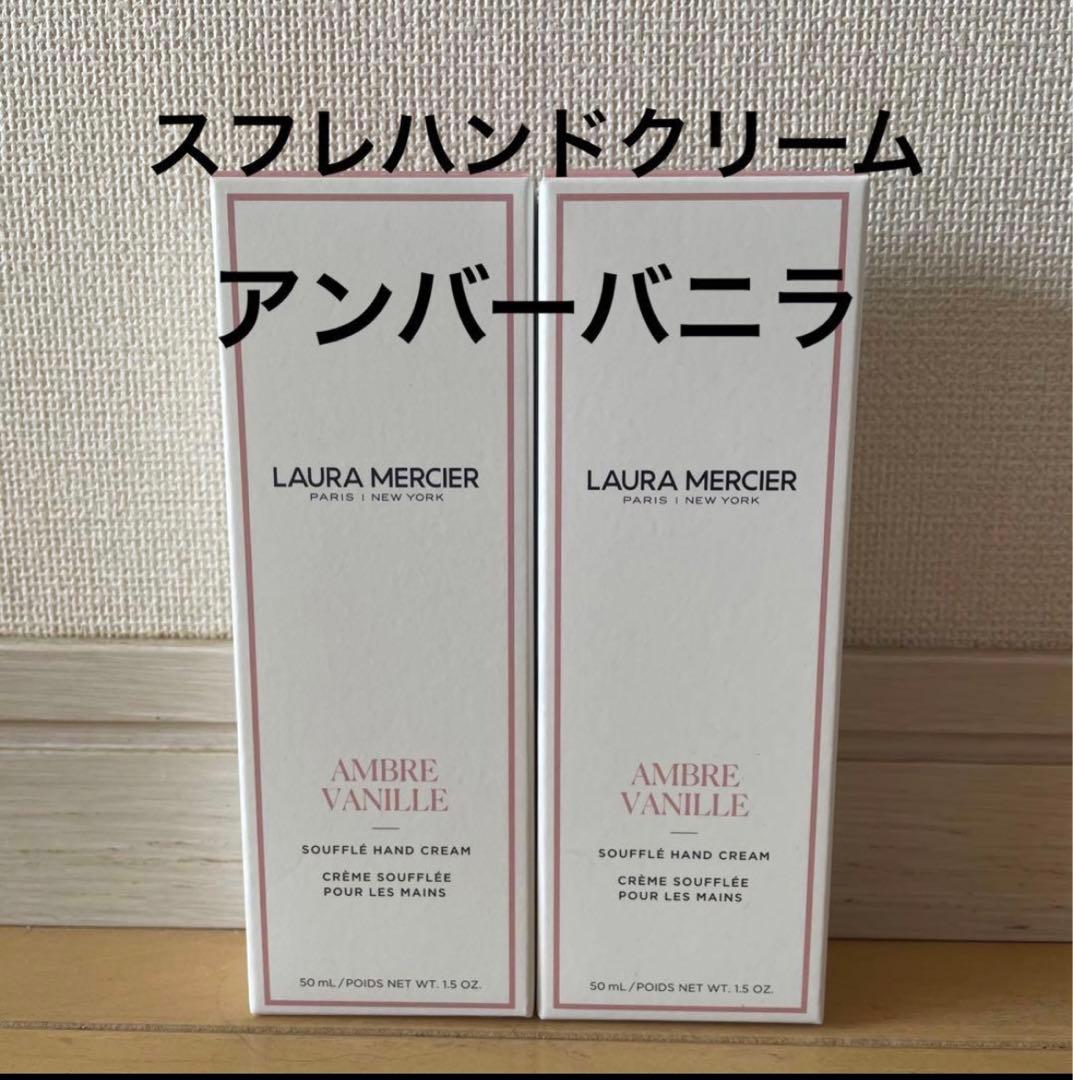 スフレハンドクリーム
アンバーバニラ
LAURA MERCIER
PARIS | NEW YORK
AMBRE
VANILLE
SOUFFLÉ HAND CREAM
CRÈME SOUFFLÉE
POUR LES MAINS
50 mL/POIDS NET WT. 1.5 OZ.
LAURA MERCIER
PARIS | NEW YORK
AMBRE
VANILLE
SOUFFLÉ HAND CREAM
CRÈME SOUFFLÉE
POUR LES MAINS
50 mL/POIDS NET WT. 1.5 OZ.